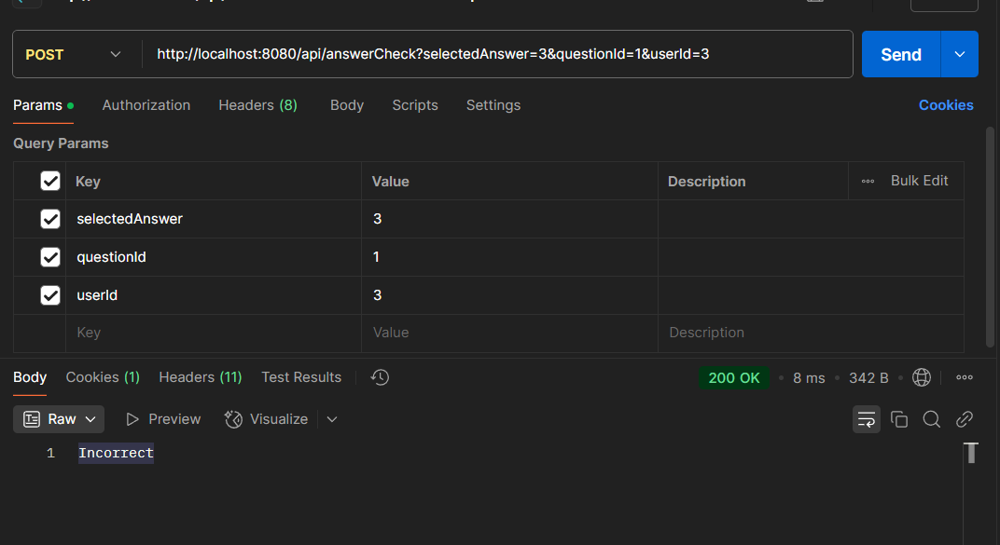 POST http://localhost:8080/api/answerCheck?selectedAnswer=3&questionId=1&userId=3 Send
Params Authorization Headers (8) Body Scripts Settings Cookies
Query Params
Key Value Description Bulk Edit
selectedAnswer 3
questionId 1
userId 3
Key Value Description
Body Cookies (1) Headers (11) Test Results 200 OK 8 ms 342 B
Raw Preview Visualize
1 Incorrect